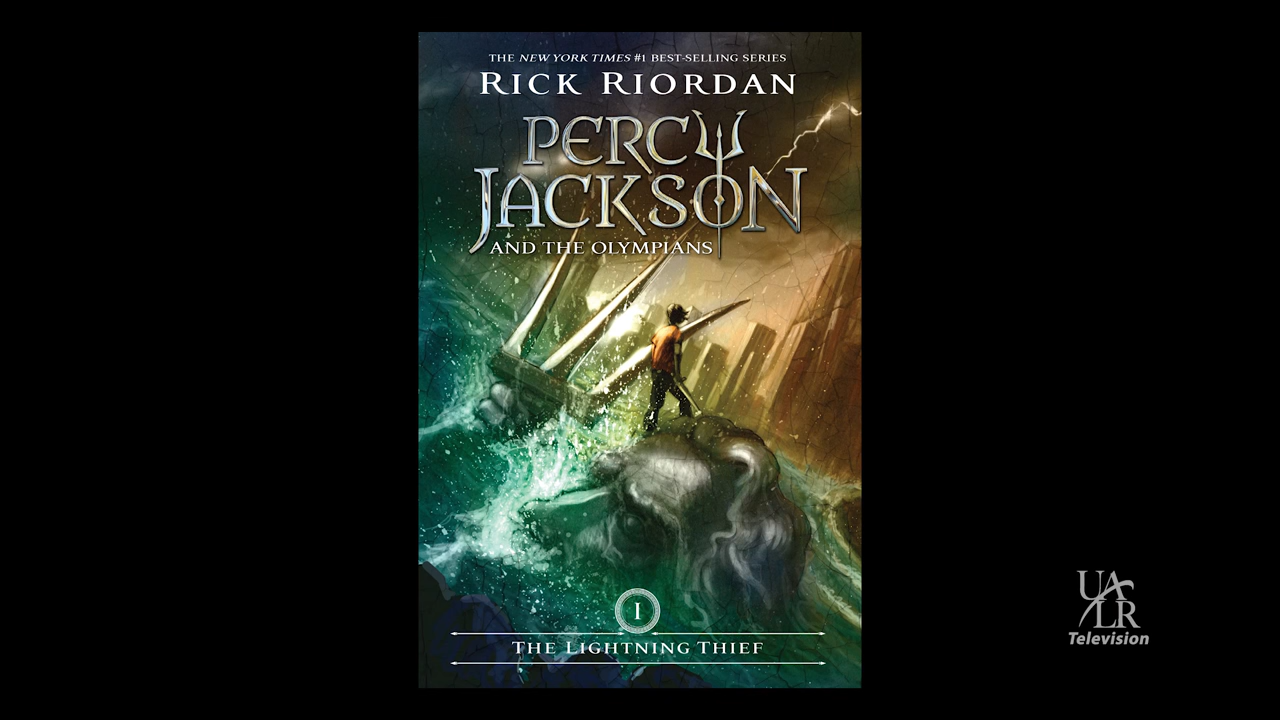 THE NEW YORK TIMES #1 BEST-SELLING SERIES
RICK RIORDAN
PERCY
JACKSON
AND THE OLYMPIANS
I
THE LIGHTNING THIEF
UA
LR
Television